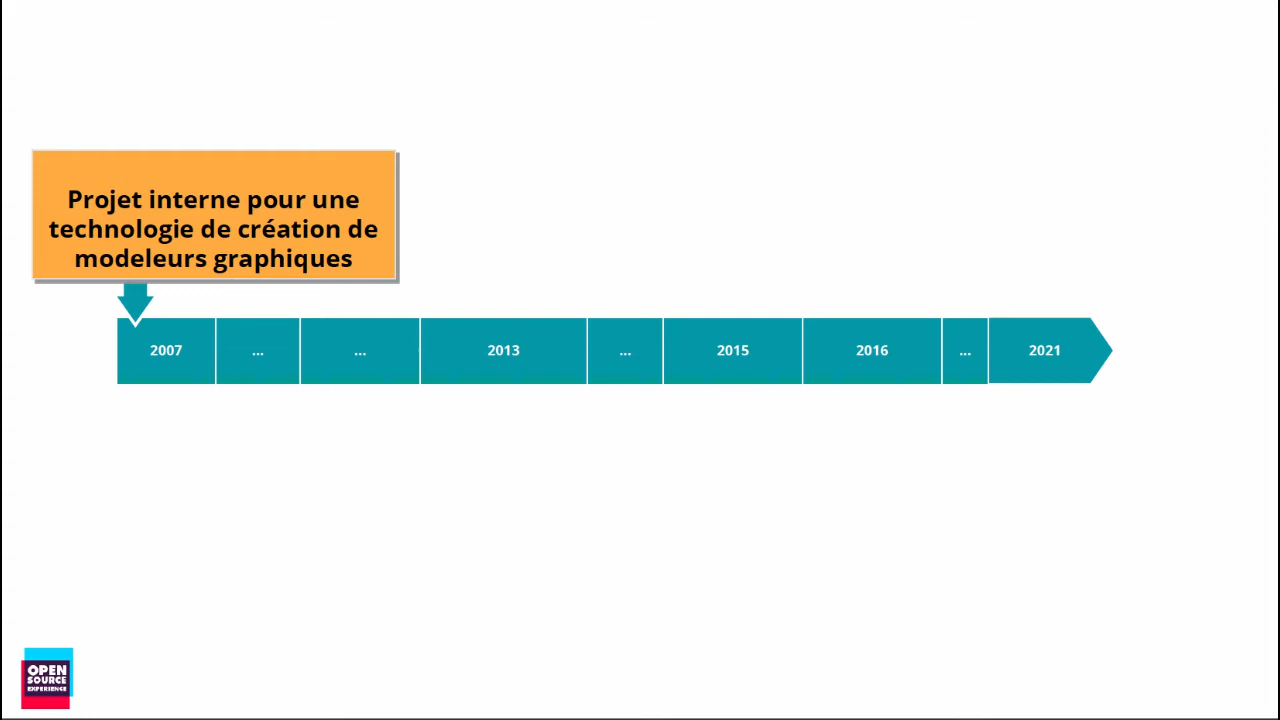 Projet interne pour une
technologie de création de
modeleurs graphiques
2007 ... ... 2013 ... 2015 2016 ... 2021
OPEN
SOURCE
EXPERIENCE